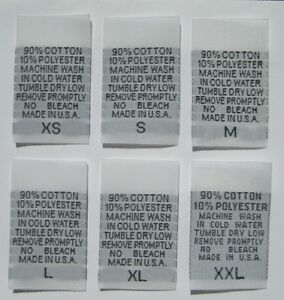 90% COTTON
10% POLYESTER
MACHINE WASH
IN COLD WATER
TUMBLE DRY LOW
REMOVE PROMPTLY
NO BLEACH
MADE IN U.S.A.
XS
90% COTTON
10% POLYESTER
MACHINE WASH
IN COLD WATER
TUMBLE DRY LOW
REMOVE PROMPTLY
NO BLEACH
MADE IN U.S.A.
S
90% COTTON
10% POLYESTER
MACHINE WASH
IN COLD WATER
TUMBLE DRY LOW
REMOVE PROMPTLY
NO BLEACH
MADE IN U.S.A.
M
90% COTTON
10% POLYESTER
MACHINE WASH
IN COLD WATER
TUMBLE DRY LOW
REMOVE PROMPTLY
NO BLEACH
MADE IN U.S.A.
L
90% COTTON
10% POLYESTER
MACHINE WASH
IN COLD WATER
TUMBLE DRY LOW
REMOVE PROMPTLY
NO BLEACH
MADE IN U.S.A.
XL
90% COTTON
10% POLYESTER
MACHINE WASH
IN COLD WATER
TUMBLE DRY LOW
REMOVE PROMPTLY
NO BLEACH
MADE IN U.S.A.
XXL